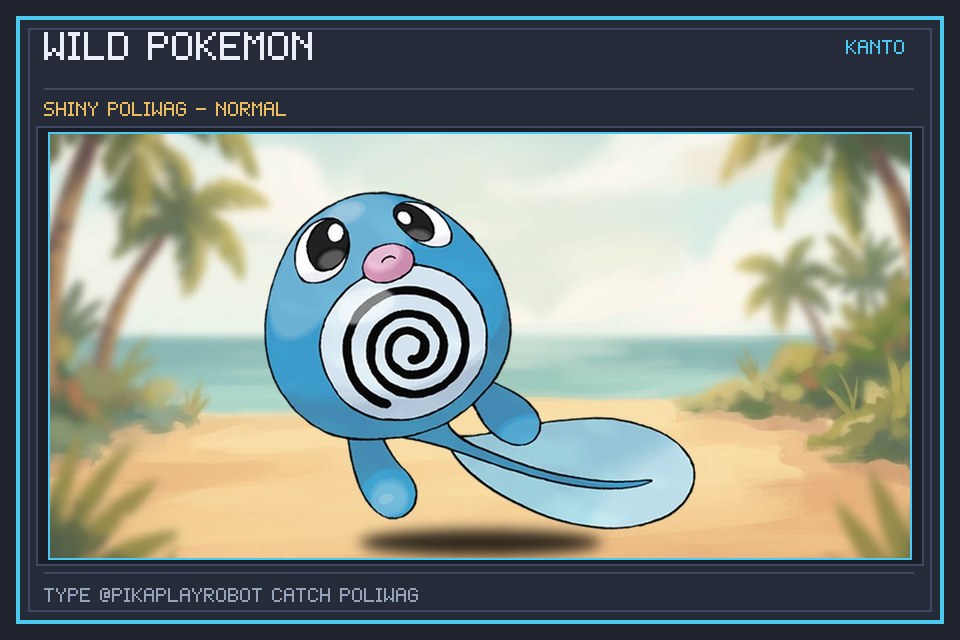 WILD POKEMON
KANTO
SHINY POLIWAG – NORMAL
TYPE @PIKAPLAYROBOT CATCH POLIWAG